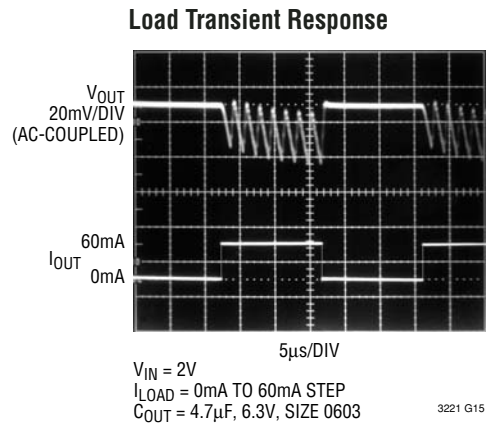 Load Transient Response
VOUT
20mV/DIV
(AC-COUPLED)
60mA
IOUT
0mA
5µs/DIV
VIN = 2V
ILOAD = 0mA TO 60mA STEP
COUT = 4.7µF, 6.3V, SIZE 0603
3221 G15